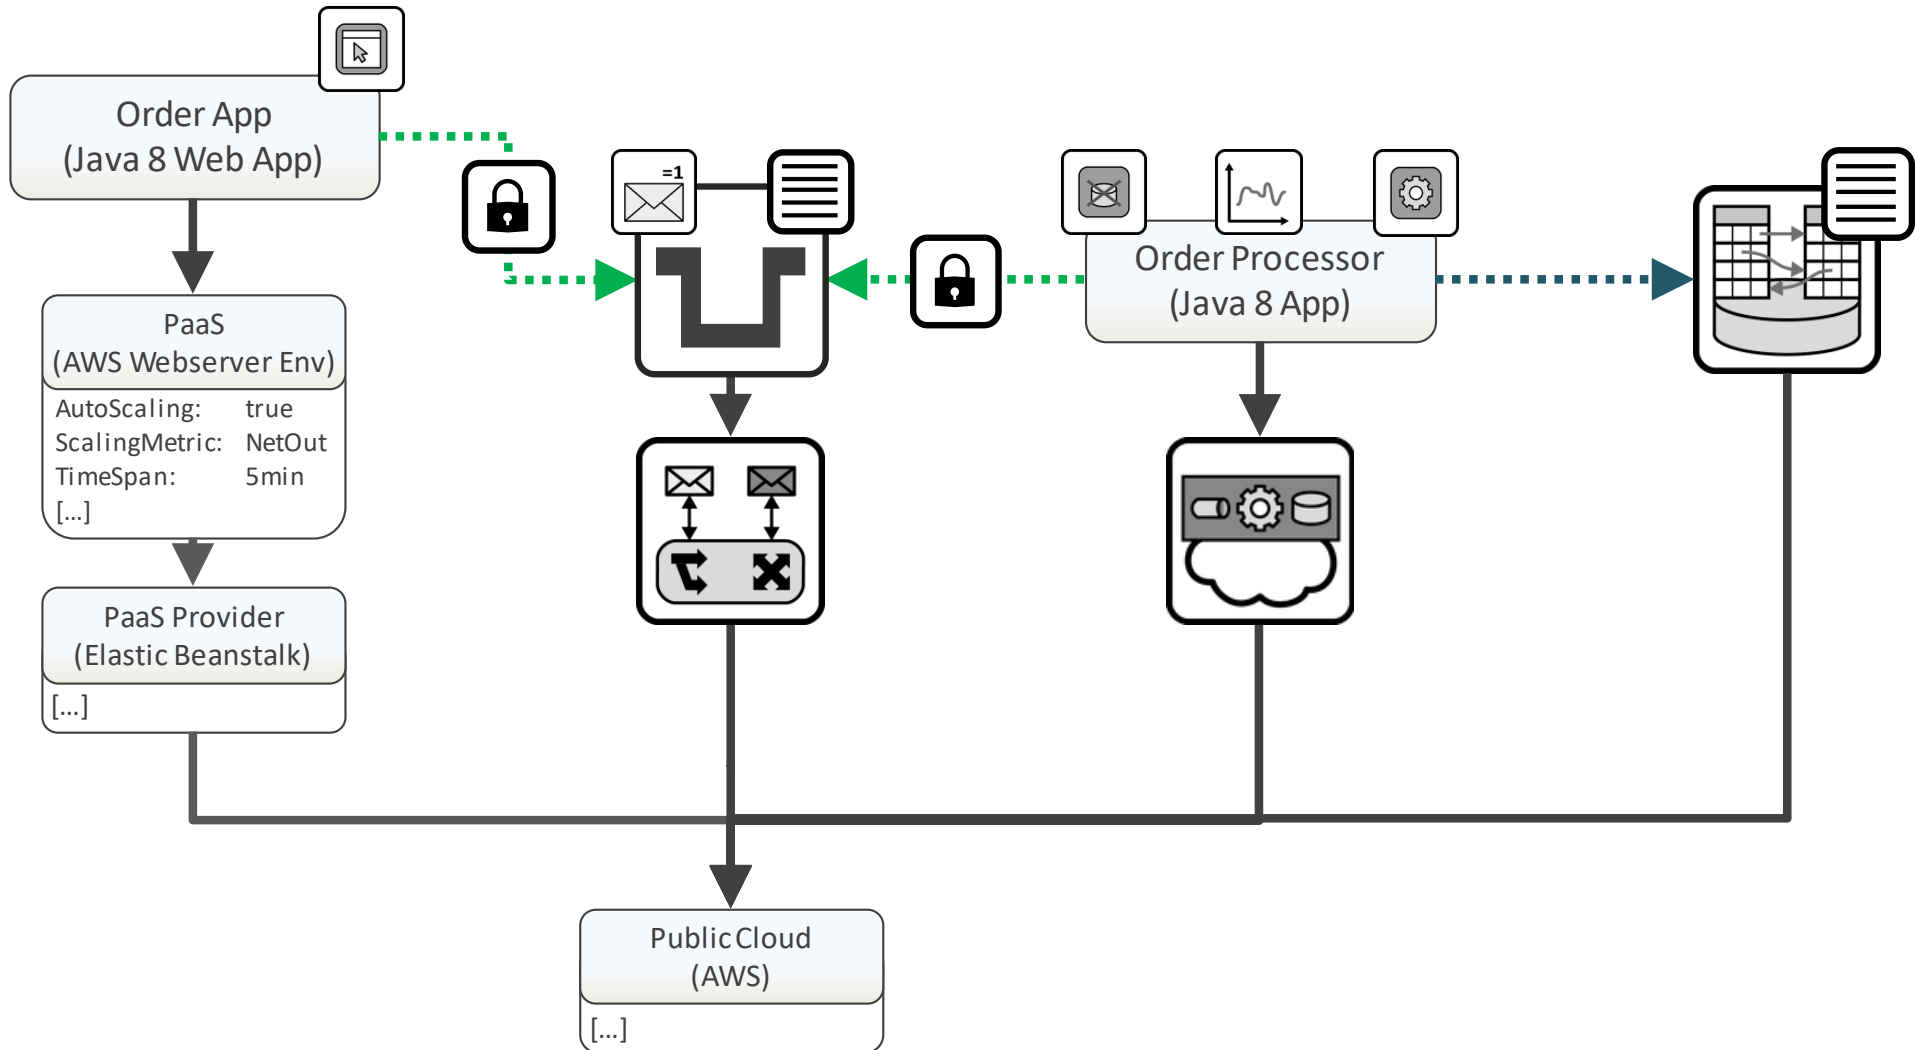 Order App
(Java 8 Web App)
=1
Order Processor
(Java 8 App)
PaaS
(AWS Webserver Env)
AutoScaling: true
ScalingMetric: NetOut
TimeSpan: 5min
[...]
PaaS Provider
(Elastic Beanstalk)
[...]
Public Cloud
(AWS)
[...]